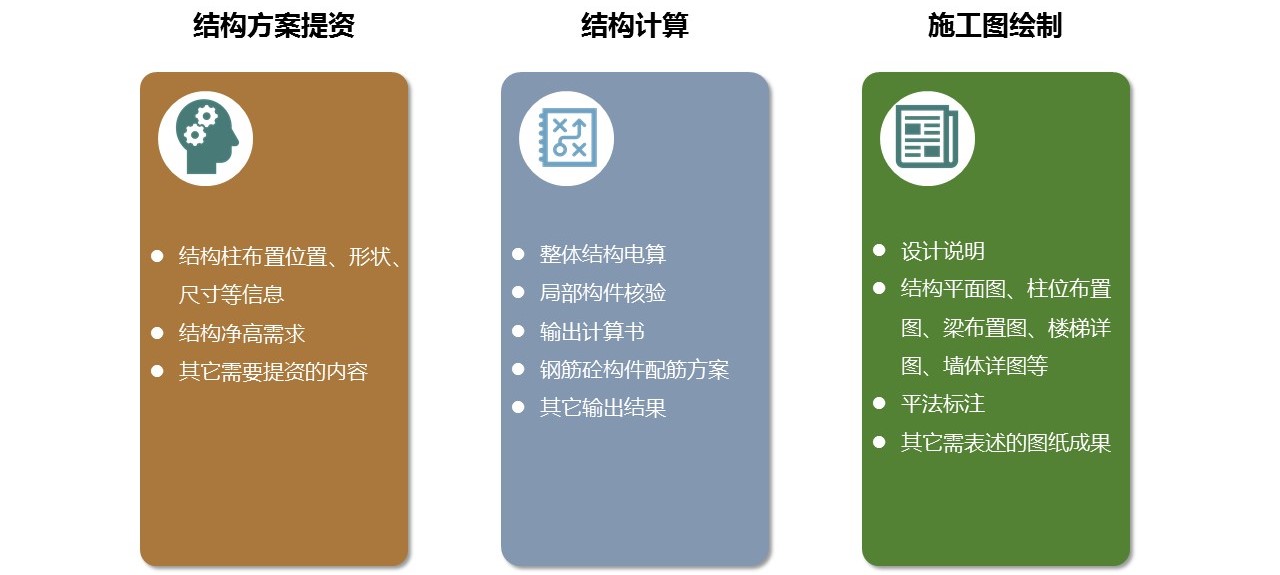 结构方案提资
结构计算
施工图绘制
结构柱布置位置、形状、
尺寸等信息
结构净高需求
其它需要提资的内容
整体结构电算
局部构件核验
输出计算书
钢筋砼构件配筋方案
其它输出结果
设计说明
结构平面图、柱位布置
图、梁布置图、楼梯详
图、墙体详图等
平法标注
其它需表述的图纸成果